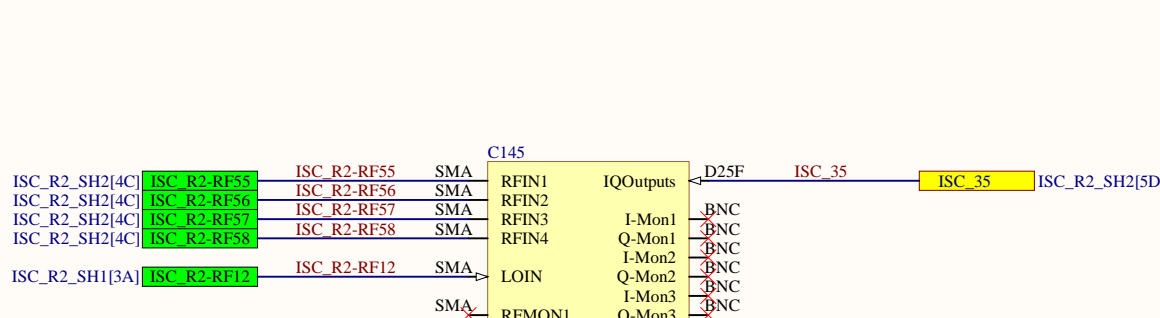 C145
ISC_R2_SH2[4C] ISC_R2-RF55 ISC_R2-RF55 SMA RFIN1 IQOutputs D25F ISC_35 ISC_35 ISC_R2_SH2[5D
ISC_R2_SH2[4C] ISC_R2-RF56 ISC_R2-RF56 SMA RFIN2
ISC_R2_SH2[4C] ISC_R2-RF57 ISC_R2-RF57 SMA RFIN3 I-Mon1 BNC
ISC_R2_SH2[4C] ISC_R2-RF58 ISC_R2-RF58 SMA RFIN4 Q-Mon1 BNC
I-Mon2 BNC
ISC_R2_SH1[3A] ISC_R2-RF12 ISC_R2-RF12 SMA LOIN Q-Mon2 BNC
I-Mon3 BNC
SMA RFMON1 Q-Mon3 BNC